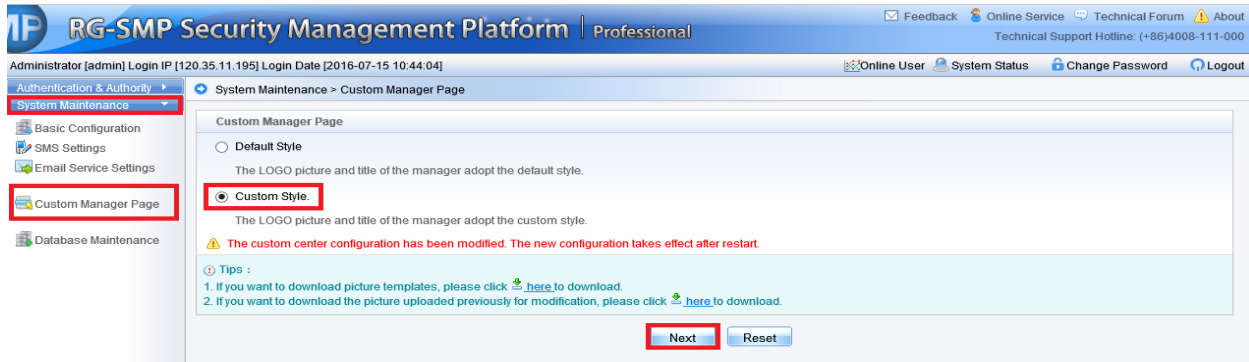 MP RG-SMP Security Management Platform | Professional
Feedback Online Service Technical Forum About
Technical Support Hotline: (+86)4008-111-000
Administrator [admin] Login IP [120.35.11.195] Login Date [2016-07-15 10:44:04] Online User System Status Change Password Logout
Authentication & Authority
System Maintenance
Basic Configuration
SMS Settings
Email Service Settings
Custom Manager Page
Database Maintenance
System Maintenance > Custom Manager Page
Custom Manager Page
Default Style
The LOGO picture and title of the manager adopt the default style.
Custom Style.
The LOGO picture and title of the manager adopt the custom style.
The custom center configuration has been modified. The new configuration takes effect after restart.
Tips :
1. If you want to download picture templates, please click here to download.
2. If you want to download the picture uploaded previously for modification, please click here to download.
Next Reset